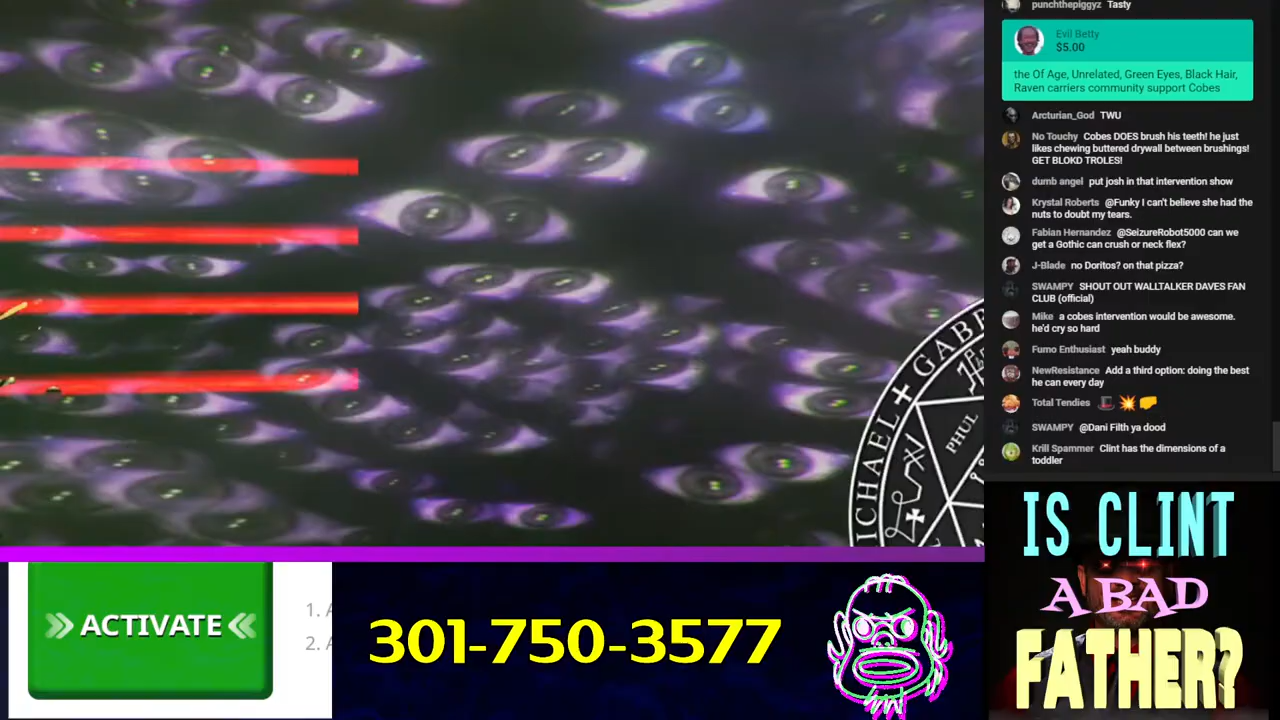 ICHAEL
GABR
PHUL
ACTIVATE
1. A
2. A
301-750-3577
punchthepiggyz Tasty
Evil Betty
$5.00
the Of Age, Unrelated, Green Eyes, Black Hair,
Raven carriers community support Cobes
Arcturian_God TWU
No Touchy Cobes DOES brush his teeth! he just
likes chewing buttered drywall between brushings!
GET BLOKD TROLES!
dumb angel put josh in that intervention show
Krystal Roberts @Funky I can't believe she had the
nuts to doubt my tears.
Fabian Hernandez @SeizureRobot5000 can we
get a Gothic can crush or neck flex?
J-Blade no Doritos? on that pizza?
SWAMPY SHOUT OUT WALLTALKER DAVES FAN
CLUB (official)
Mike a cobes intervention would be awesome.
he'd cry so hard
Fumo Enthusiast yeah buddy
NewResistance Add a third option: doing the best
he can every day
Total Tendies
SWAMPY @Dani Filth ya dood
Krill Spammer Clint has the dimensions of a
toddler
IS CLINT
A BAD
FATHER?